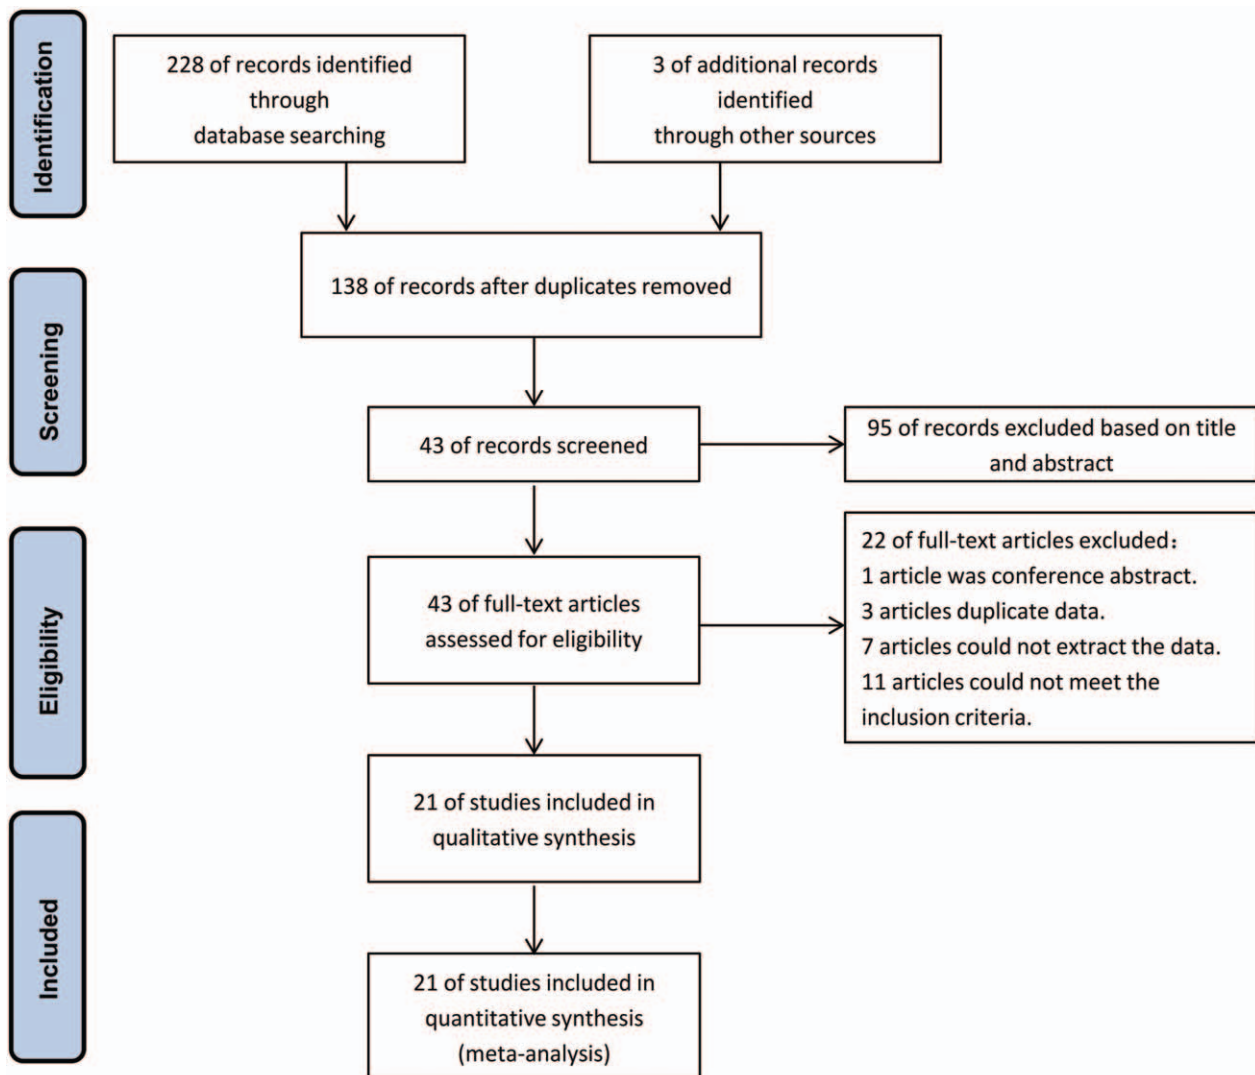 Identification
228 of records identified
through
database searching
3 of additional records
identified
through other sources
Screening
138 of records after duplicates removed
43 of records screened
95 of records excluded based on title
and abstract
Eligibility
43 of full-text articles
assessed for eligibility
22 of full-text articles excluded：
1 article was conference abstract.
3 articles duplicate data.
7 articles could not extract the data.
11 articles could not meet the
inclusion criteria.
Included
21 of studies included in
qualitative synthesis
21 of studies included in
quantitative synthesis
(meta-analysis)